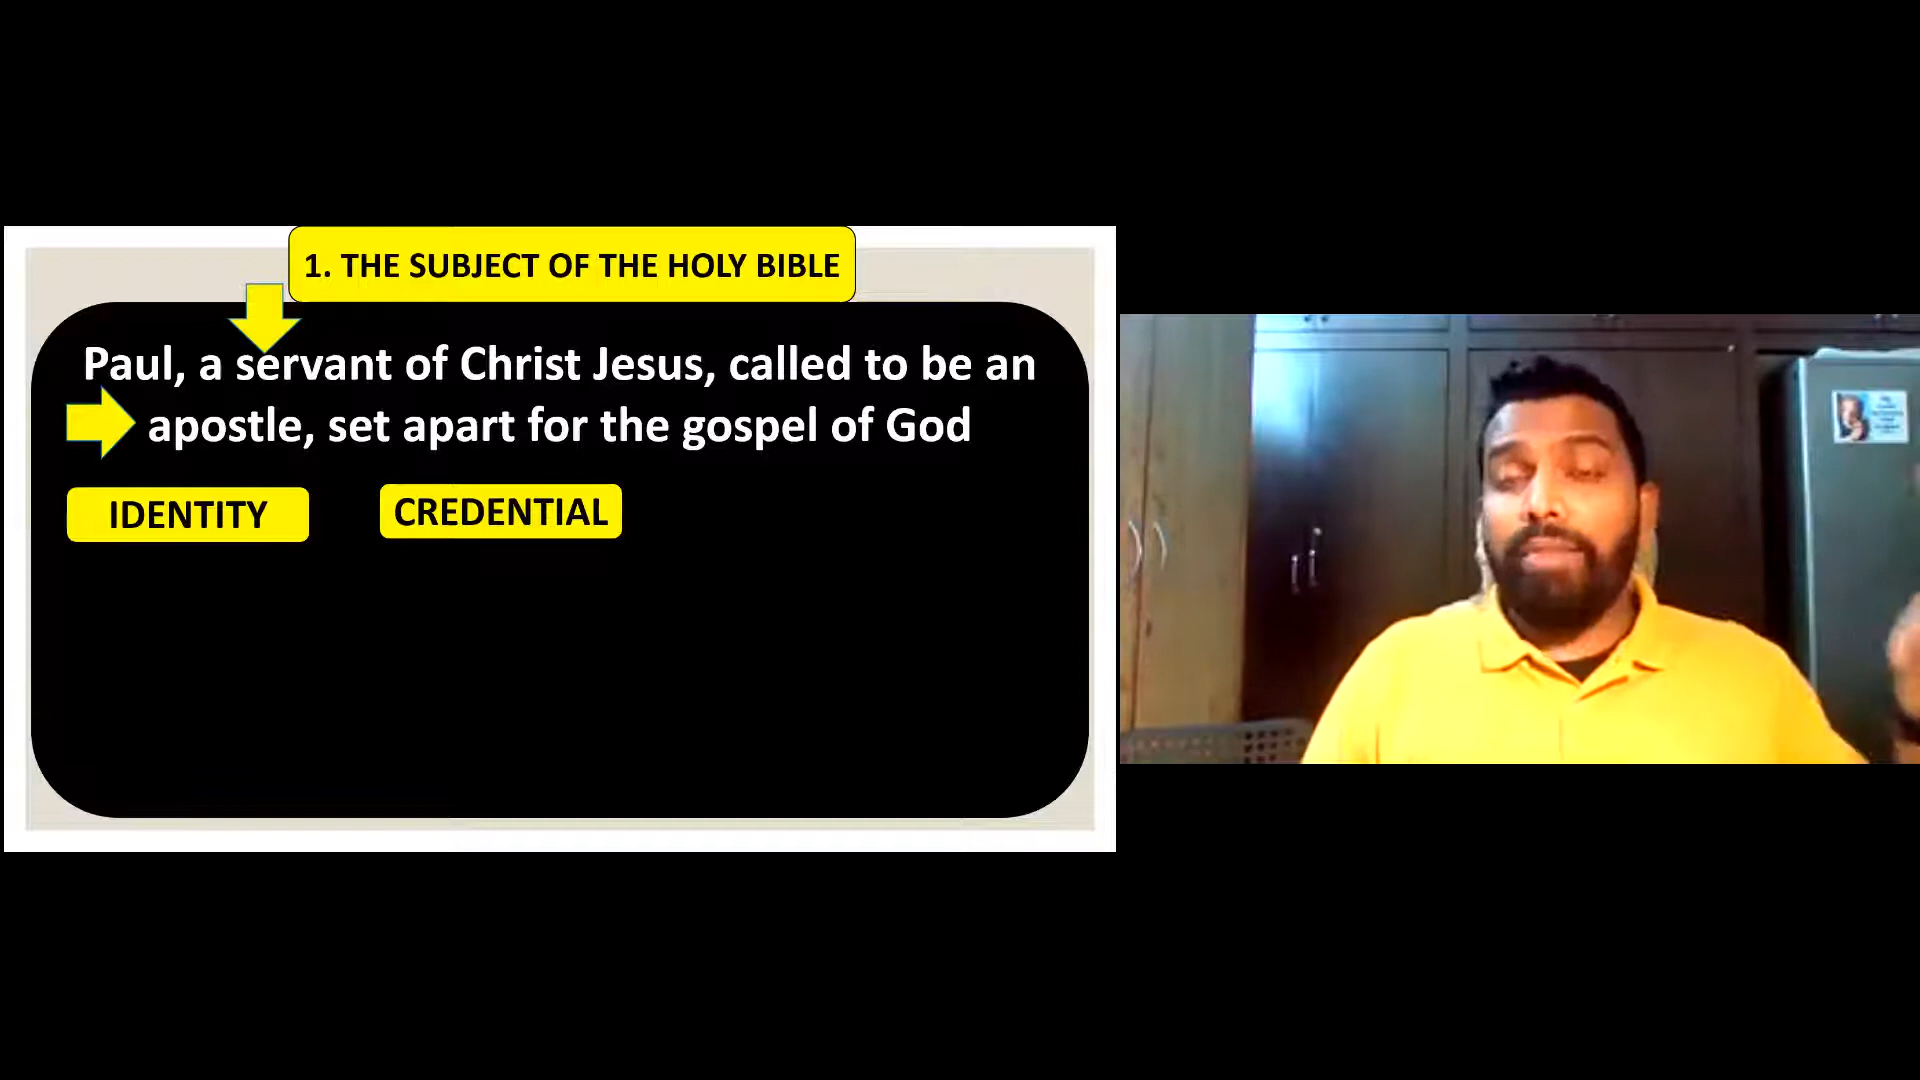 1. THE SUBJECT OF THE HOLY BIBLE
Paul, a servant of Christ Jesus, called to be an
apostle, set apart for the gospel of God
IDENTITY
CREDENTIAL